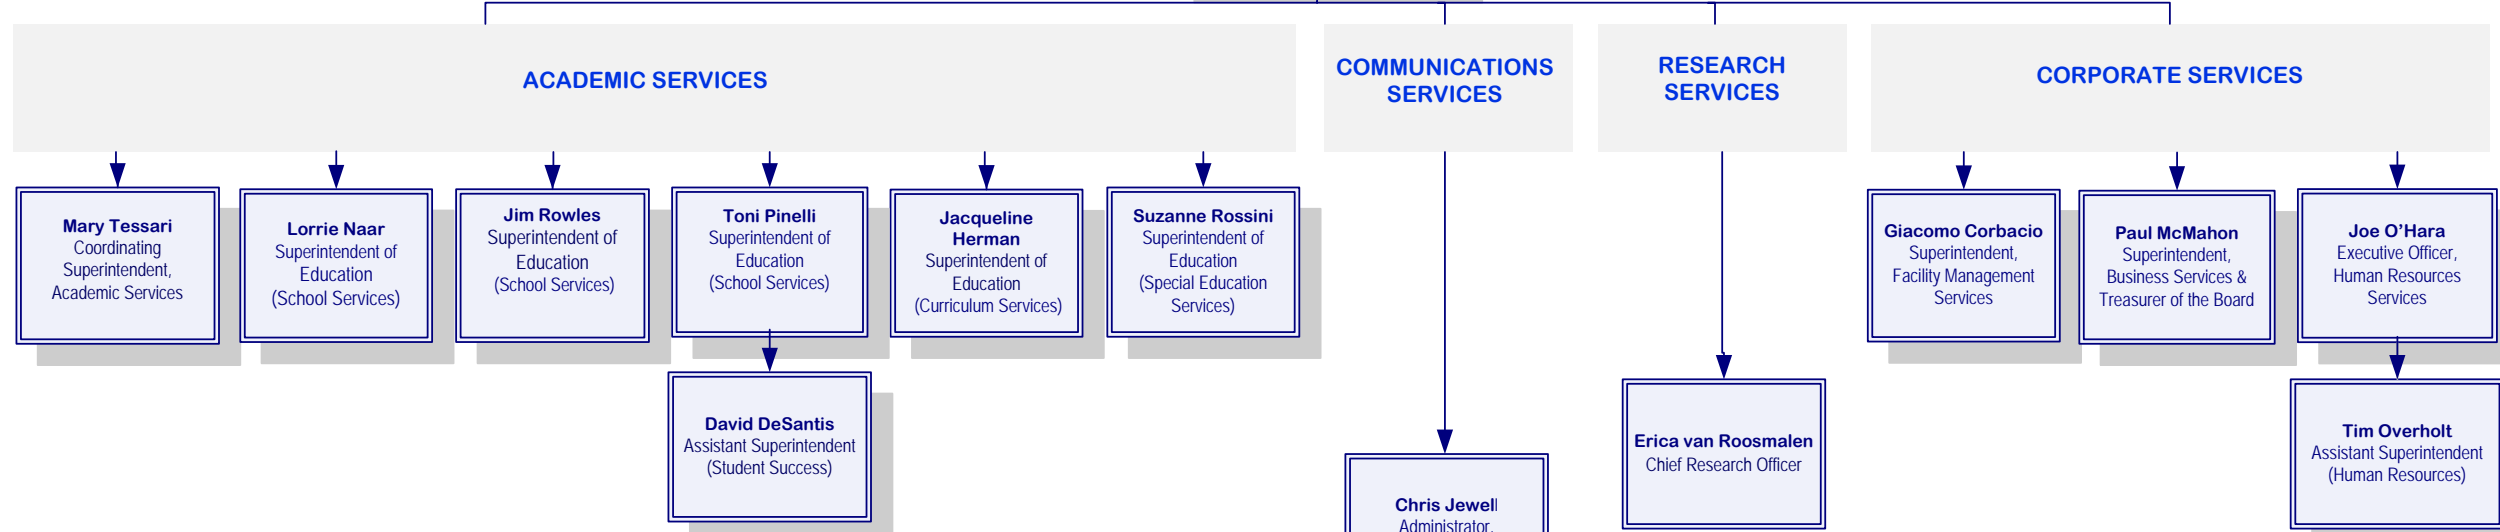 ACADEMIC SERVICES
COMMUNICATIONS
SERVICES
RESEARCH
SERVICES
CORPORATE SERVICES
Mary Tessari
Coordinating
Superintendent,
Academic Services
Lorrie Naar
Superintendent of
Education
(School Services)
Jim Rowles
Superintendent of
Education
(School Services)
Toni Pinelli
Superintendent of
Education
(School Services)
Jacqueline
Herman
Superintendent of
Education
(Curriculum Services)
Suzanne Rossini
Superintendent of
Education
(Special Education
Services)
Giacomo Corbacio
Superintendent,
Facility Management
Services
Paul McMahon
Superintendent,
Business Services &
Treasurer of the Board
Joe O’Hara
Executive Officer,
Human Resources
Services
David DeSantis
Assistant Superintendent
(Student Success)
Chris Jewell
Administrator,
Erica van Roosmalen
Chief Research Officer
Tim Overholt
Assistant Superintendent
(Human Resources)